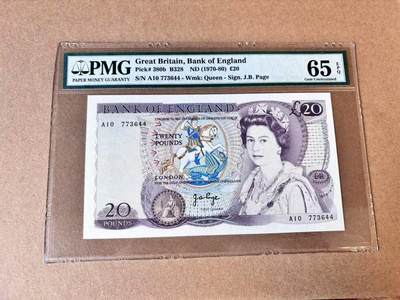 PMG
PAPER MONEY GUARANTY
Great Britain, Bank of England
Pick# 380b B328 ND (1970-80) £20
S/N A10 773644 - Wmk: Queen - Sign. J.B. Page
65 EPQ
Gem Uncirculated
BANK OF ENGLAND
£20
A10 773644
TWENTY
POUNDS
LONDON
20
POUNDS
A10 773644